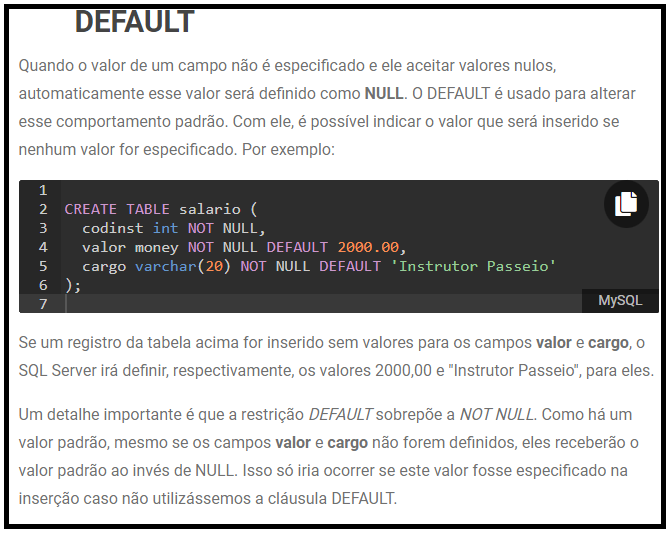 DEFAULT
Quando o valor de um campo não é especificado e ele aceitar valores nulos,
automaticamente esse valor será definido como NULL. O DEFAULT é usado para alterar
esse comportamento padrão. Com ele, é possível indicar o valor que será inserido se
nenhum valor for especificado. Por exemplo:
1
2 CREATE TABLE salario (
3 codinst int NOT NULL,
4 valor money NOT NULL DEFAULT 2000.00,
5 cargo varchar(20) NOT NULL DEFAULT 'Instrutor Passeio'
6 );
7
MySQL
Se um registro da tabela acima for inserido sem valores para os campos valor e cargo, o
SQL Server irá definir, respectivamente, os valores 2000,00 e "Instrutor Passeio", para eles.
Um detalhe importante é que a restrição DEFAULT sobrepõe a NOT NULL. Como há um
valor padrão, mesmo se os campos valor e cargo não forem definidos, eles receberão o
valor padrão ao invés de NULL. Isso só iria ocorrer se este valor fosse especificado na
inserção caso não utilizássemos a cláusula DEFAULT.